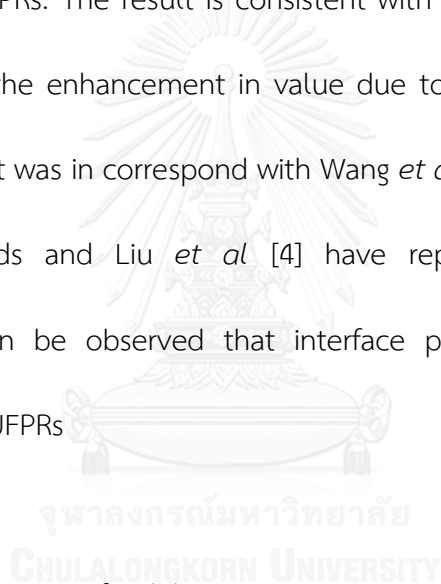 PRs. The result is consistent with
the enhancement in value due to
t was in correspond with Wang et
ds and Liu et al [4] have rep
n be observed that interface p
UFPRs
จุฬาลงกรณ์มหาวิทยาลัย
CHULALONGKORN UNIVERSITY